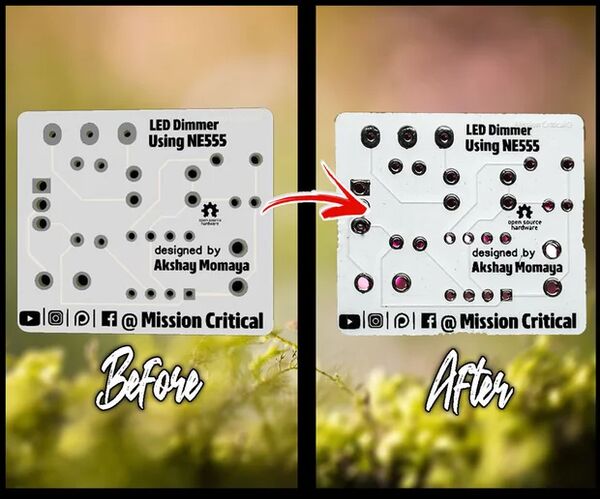 LED Dimmer
Using NE555
open source
hardware
designed by
Akshay Momaya
@ Mission Critical
Before
LED Dimmer
Using NE555
open source
hardware
designed by
Akshay Momaya
@ Mission Critical
After